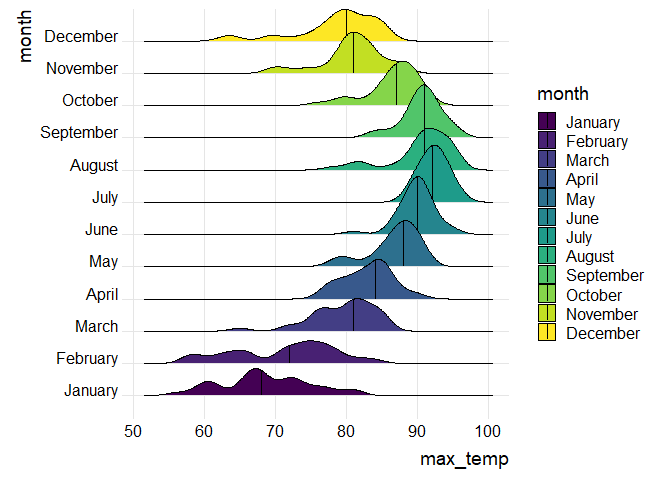 month
December
November
October
September
August
July
June
May
April
March
February
January
50 60 70 80 90 100
max_temp
month
January
February
March
April
May
June
July
August
September
October
November
December